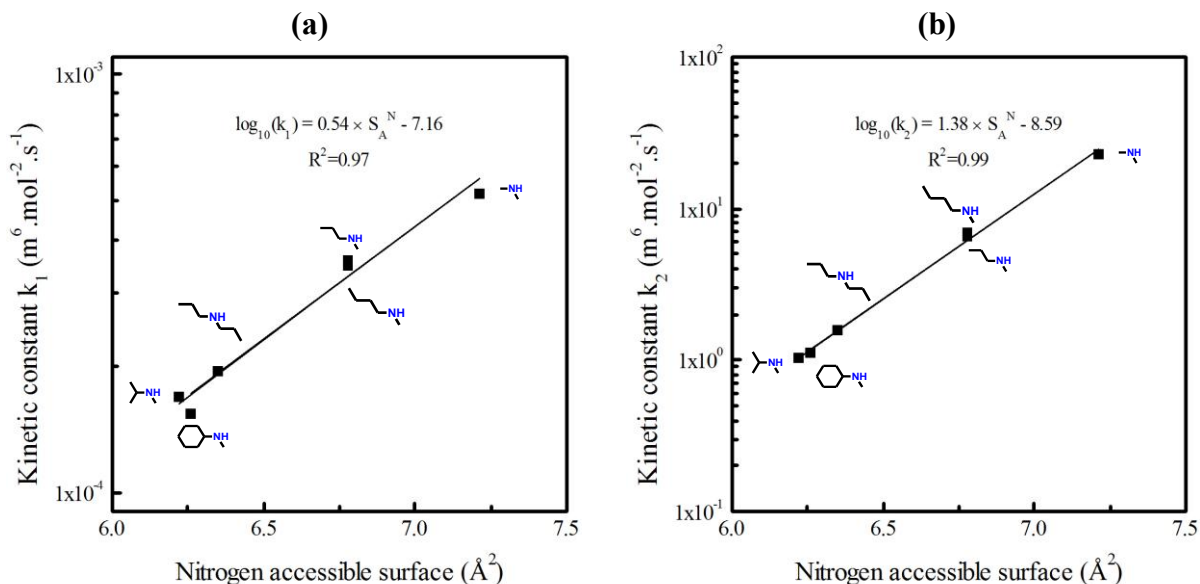 (a)
1x10⁻³
log₁₀(k₁) = 0.54 × S_A^N - 7.16
R²=0.97
NH
NH
NH
NH
NH
NH
1x10⁻⁴
6.0 6.5 7.0 7.5
Kinetic constant k₁ (m⁶.mol⁻².s⁻¹)
Nitrogen accessible surface (Å²)
(b)
1x10²
log₁₀(k₂) = 1.38 × S_A^N - 8.59
R²=0.99
1x10¹
NH
NH
NH
NH
1x10⁰
NH
NH
1x10⁻¹
6.0 6.5 7.0 7.5
Kinetic constant k₂ (m⁶.mol⁻².s⁻¹)
Nitrogen accessible surface (Å²)